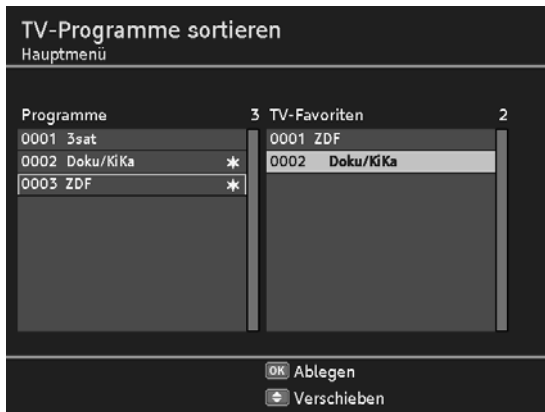 TV-Programme sortieren
Hauptmenü
Programme 3 TV-Favoriten 2
0001 3sat 0001 ZDF
0002 Doku/KiKa 0002 Doku/KiKa
0003 ZDF
OK Ablegen
Verschieben